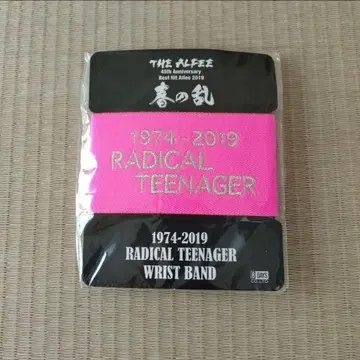 THE ALFEE
45th Anniversary
Best Hit Alfee 2019
春の乱
1974-2019
RADICAL
TEENAGER
1974-2019
RADICAL TEENAGER
WRIST BAND
DAYS